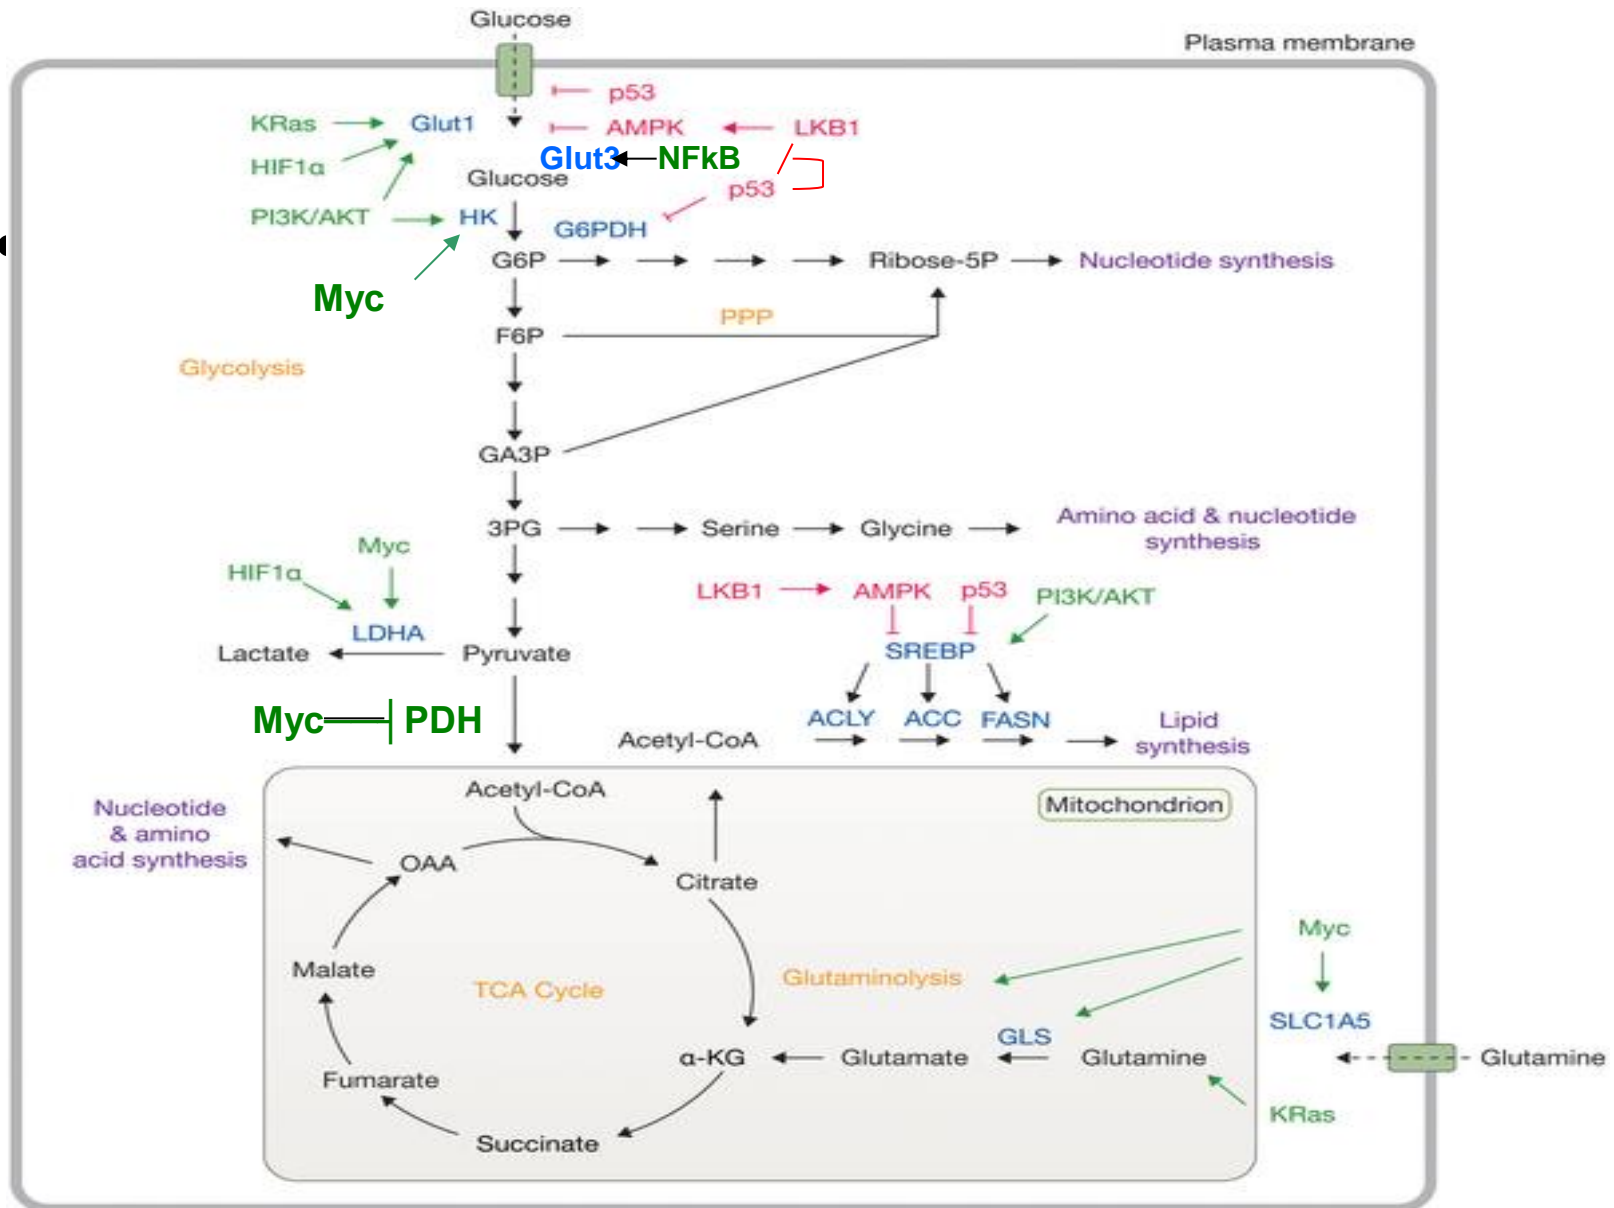 Glucose
Plasma membrane
p53
KRas
Glut1
AMPK
LKB1
HIF1α
Glut3
NFkB
Glucose
p53
PI3K/AKT
HK
G6PDH
G6P
Ribose-5P
Nucleotide synthesis
Myc
PPP
F6P
Glycolysis
GA3P
3PG
Serine
Glycine
Amino acid & nucleotide
synthesis
Myc
HIF1α
LKB1
AMPK
p53
PI3K/AKT
LDHA
Lactate
Pyruvate
SREBP
Myc
PDH
ACLY
ACC
FASN
Lipid
synthesis
Acetyl-CoA
Acetyl-CoA
Mitochondrion
Nucleotide
& amino
acid synthesis
OAA
Citrate
Myc
Malate
TCA Cycle
Glutaminolysis
SLC1A5
GLS
α-KG
Glutamate
Glutamine
Glutamine
Fumarate
KRas
Succinate